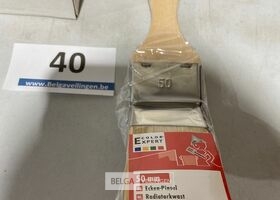 40
www.Belgaveilingen.be
50
COLOR
EXPERT
50 mm
Ecken-Pinsel
Radiatorkwast
BELGA